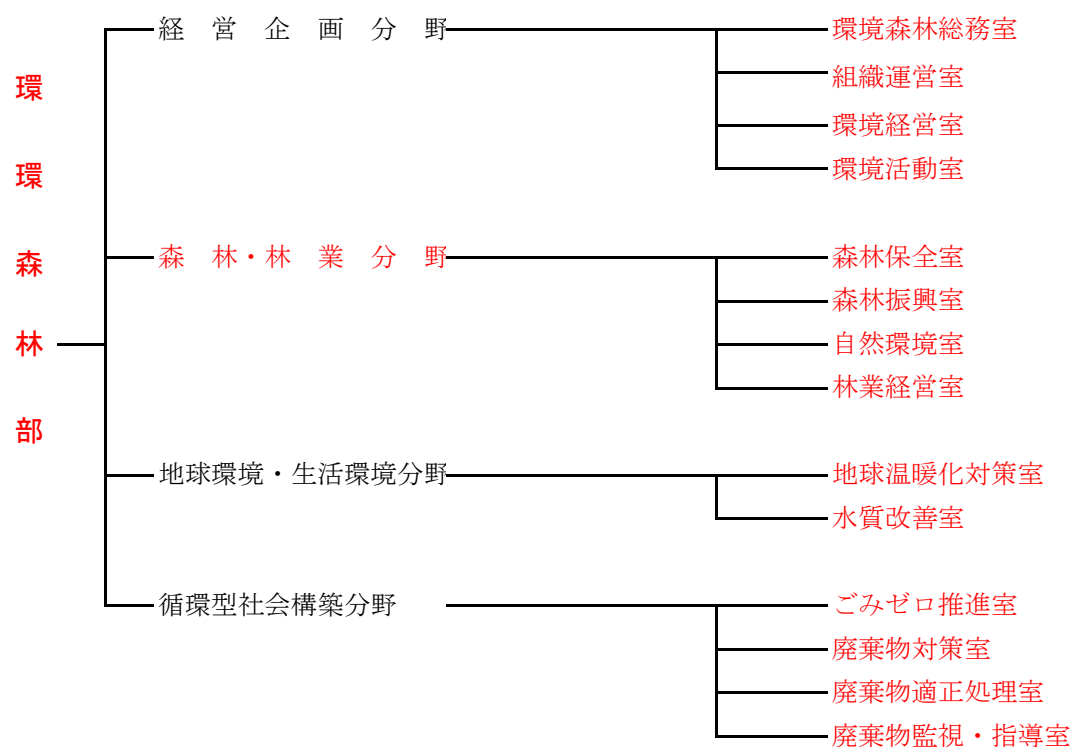 環環森林部
経営企画分野
環境森林総務室
組織運営室
環境経営室
環境活動室
森林・林業分野
森林保全室
森林振興室
自然環境室
林業経営室
地球環境・生活環境分野
地球温暖化対策室
水質改善室
循環型社会構築分野
ごみゼロ推進室
廃棄物対策室
廃棄物適正処理室
廃棄物監視・指導室